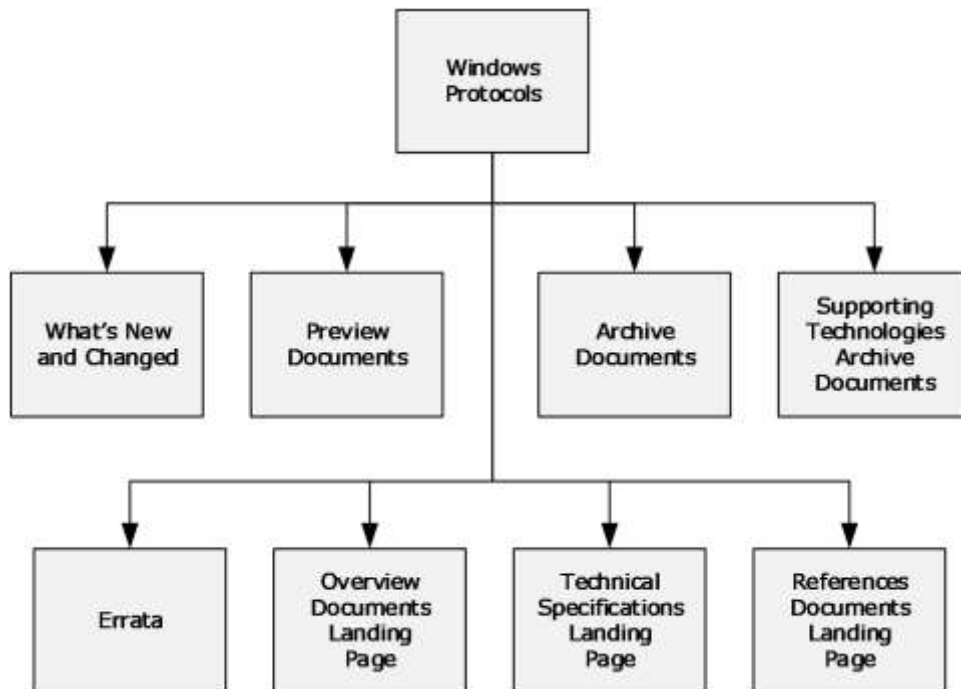 Windows
Protocols
What's New
and Changed
Preview
Documents
Archive
Documents
Supporting
Technologies
Archive
Documents
Errata
Overview
Documents
Landing
Page
Technical
Specifications
Landing
Page
References
Documents
Landing
Page